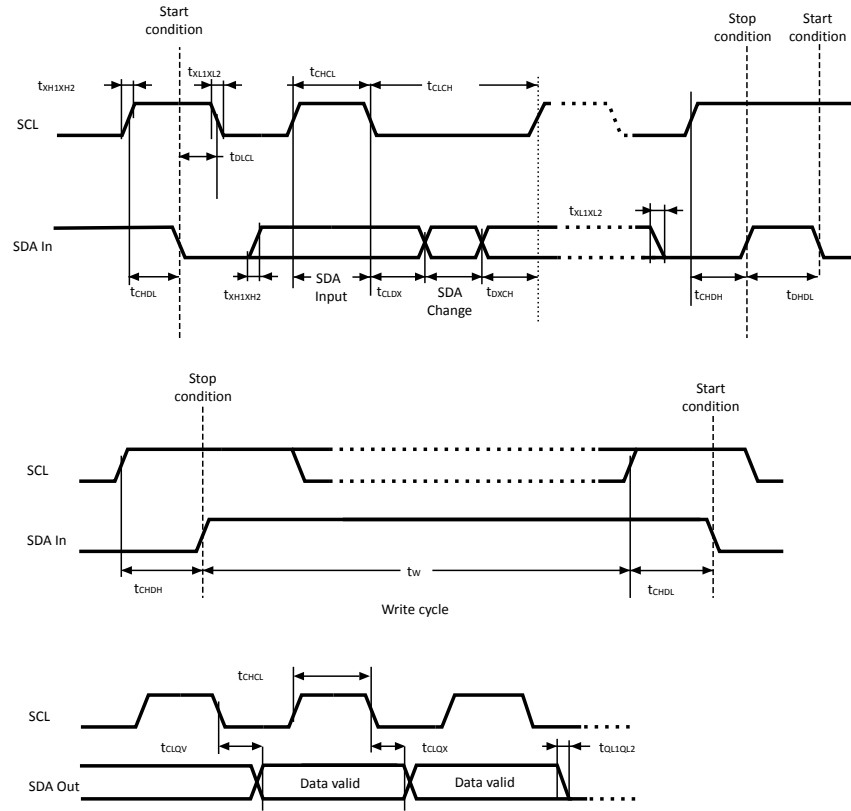 Start
condition
Stop
condition
Start
condition
tXH1XH2
tXL1XL2
tCHCL
tCLCH
SCL
tDLCL
tXL1XL2
SDA In
tCHDL
tXH1XH2
SDA
Input
tCLDX
SDA
Change
tDXCH
tCHDH
tDHDL
Stop
condition
Start
condition
SCL
SDA In
tCHDH
tW
tCHDL
Write cycle
tCHCL
SCL
tCLQV
tCLQX
tQL1QL2
SDA Out
Data valid
Data valid